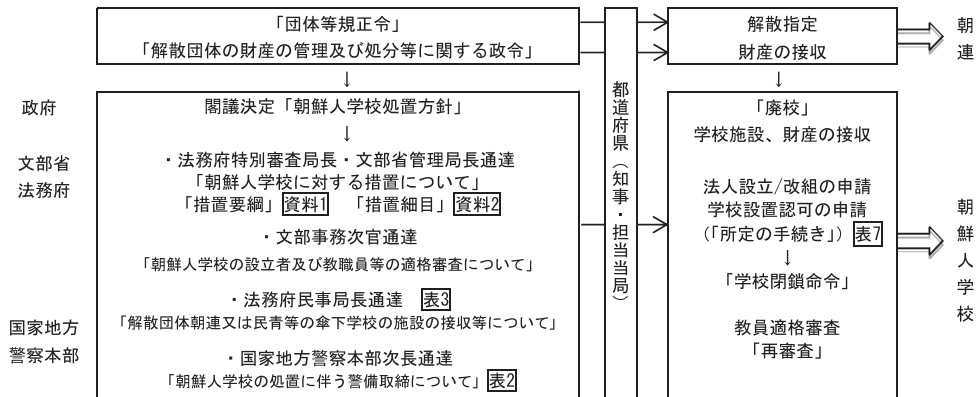 「団体等規正令」
「解散団体の財産の管理及び処分等に関する政令」
↓
解散指定
財産の接収
↓
朝連
政府
文部省
法務府
国家地方
警察本部
閣議決定「朝鮮人学校処置方針」
↓
・法務府特別審査局長・文部省管理局長通達
「朝鮮人学校に対する措置について」
「措置要綱」資料1 「措置細目」資料2
・文部事務次官通達
「朝鮮人学校の設立者及び教職員等の適格審査について」
・法務府民事局長通達 表3
「解散団体朝連又は民青等の傘下学校の施設の接収等について」
・国家地方警察本部次長通達
「朝鮮人学校の処置に伴う警備取締について」表2
都道府県(知事・担当局)
「廃校」
学校施設、財産の接収
法人設立/改組の申請
学校設置認可の申請
(「所定の手続き」) 表7
↓
「学校閉鎖命令」
教員適格審査
「再審査」
朝鮮人学校